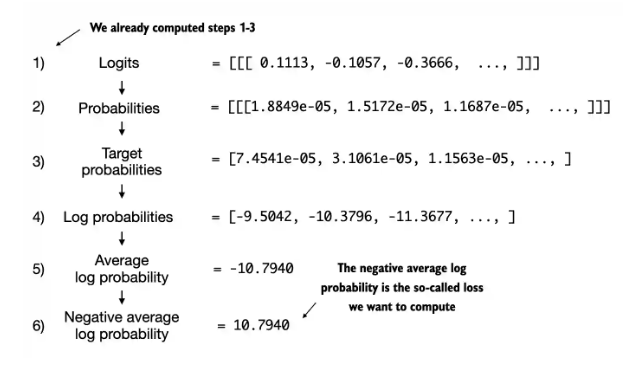 We already computed steps 1-3
1) Logits = [[[ 0.1113, -0.1057, -0.3666, ..., ]]]
2) Probabilities = [[[1.8849e-05, 1.5172e-05, 1.1687e-05, ..., ]]]
3) Target probabilities = [7.4541e-05, 3.1061e-05, 1.1563e-05, ..., ]
4) Log probabilities = [-9.5042, -10.3796, -11.3677, ..., ]
5) Average log probability = -10.7940
The negative average log
probability is the so-called loss
we want to compute
6) Negative average log probability = 10.7940